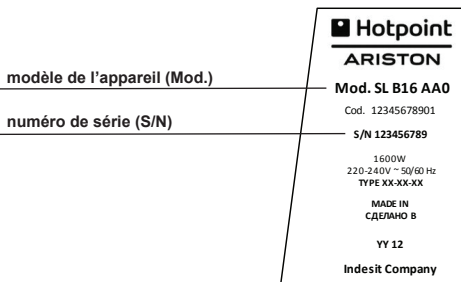 Hotpoint
ARISTON
modèle de l'appareil (Mod.)
Mod. SL B16 AA0
Cod. 12345678901
numéro de série (S/N)
S/N 123456789
1600W
220-240V ~ 50/60 Hz
TYPE XX-XX-XX
MADE IN
СДЕЛАНО В
YY 12
Indesit Company